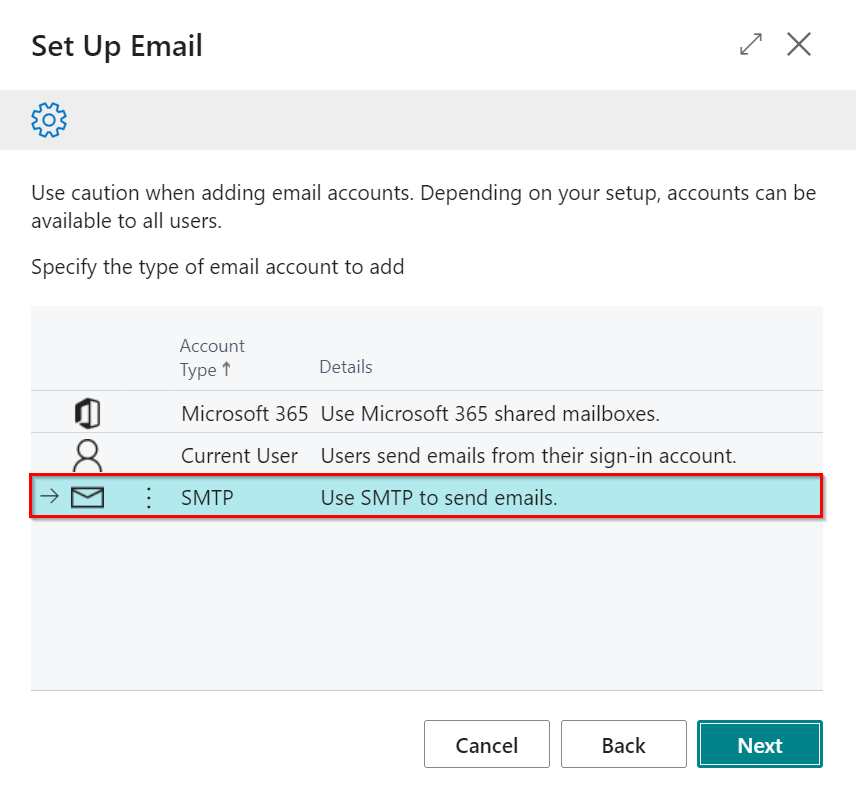 Set Up Email
Use caution when adding email accounts. Depending on your setup, accounts can be
available to all users.
Specify the type of email account to add
Account
Type ↑
Details
Microsoft 365 Use Microsoft 365 shared mailboxes.
Current User Users send emails from their sign-in account.
SMTP Use SMTP to send emails.
Cancel Back Next